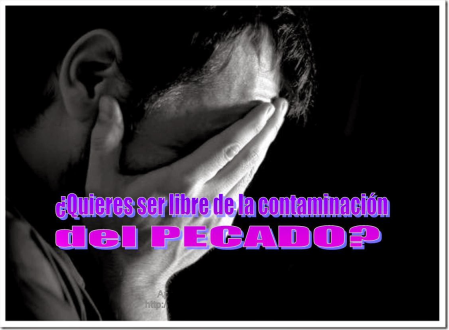 ¿Quieres ser libre de la contaminación
del PECADO?